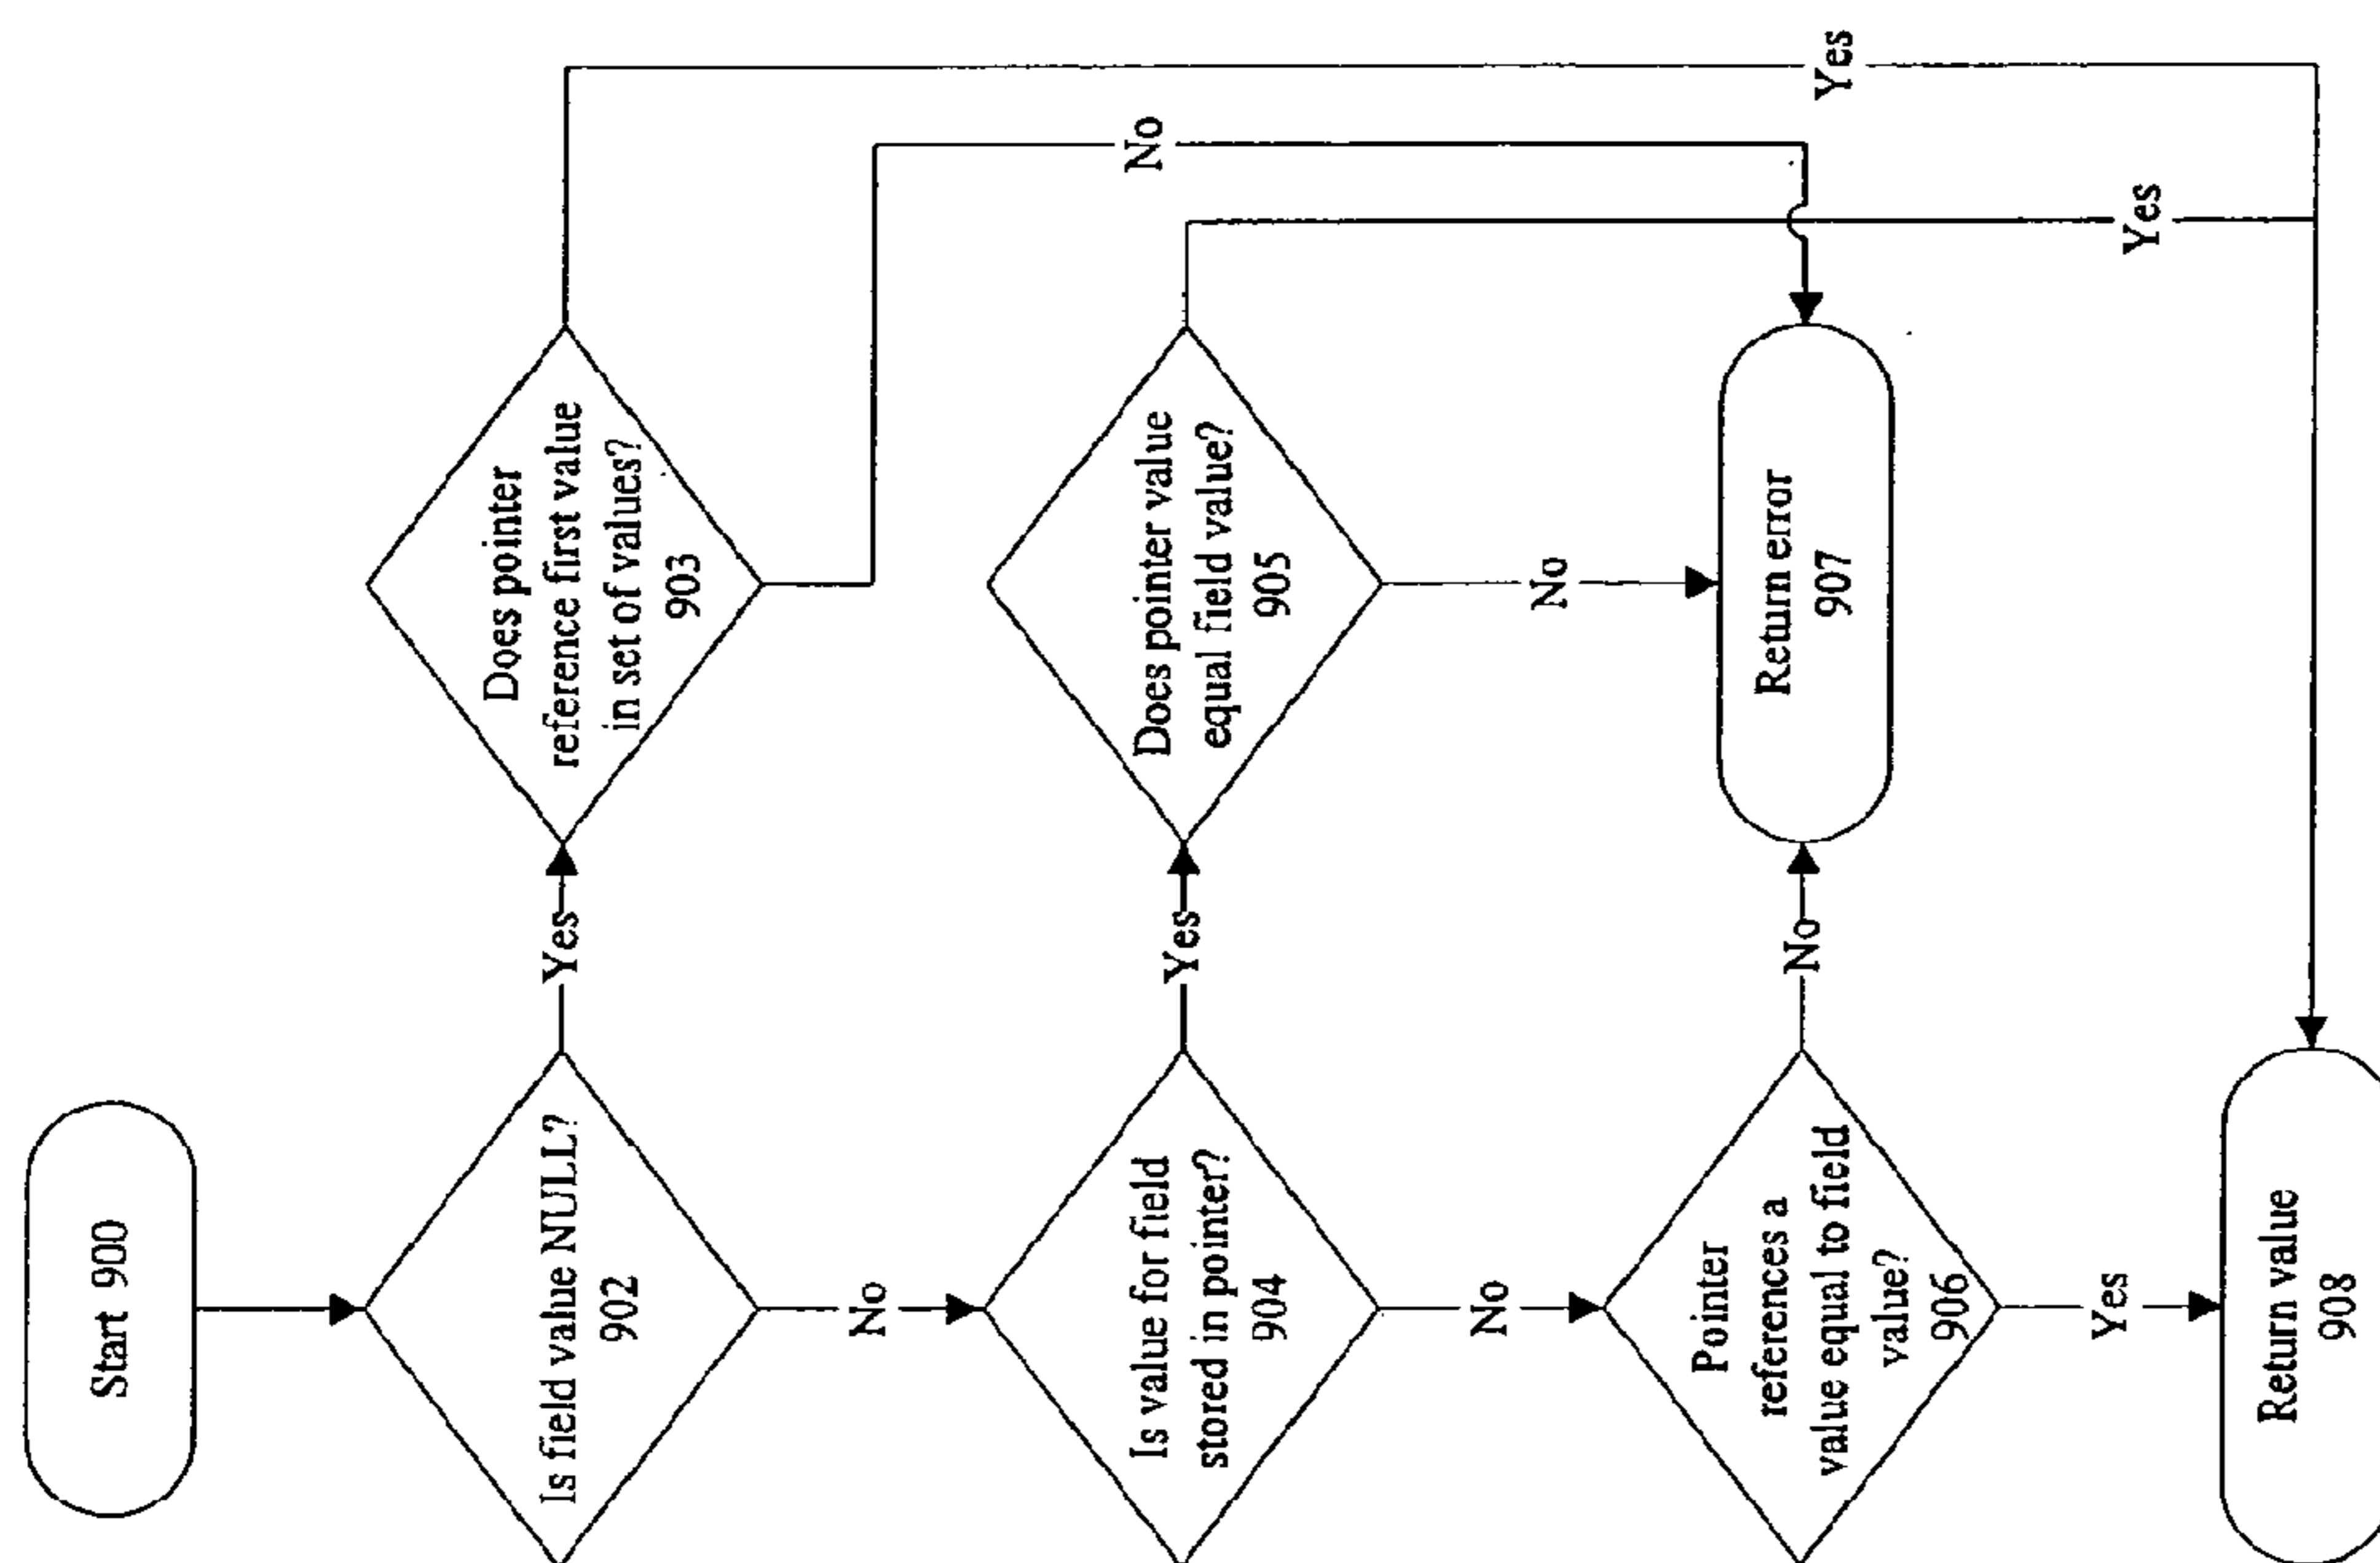 Start 900
Is field value NULL?
902
Yes
Does pointer
reference first value
in set of values?
903
Yes
No
No
Is value for field
stored in pointer?
904
Yes
Does pointer value
equal field value?
905
Yes
No
No
Pointer
references a
value equal to field
value?
906
No
Return error
907
Yes
Return value
908